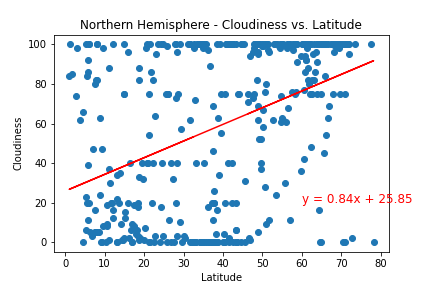 Northern Hemisphere - Cloudiness vs. Latitude
100
80
60
40
20
0
Cloudiness
y = 0.84x + 25.85
0 10 20 30 40 50 60 70 80
Latitude